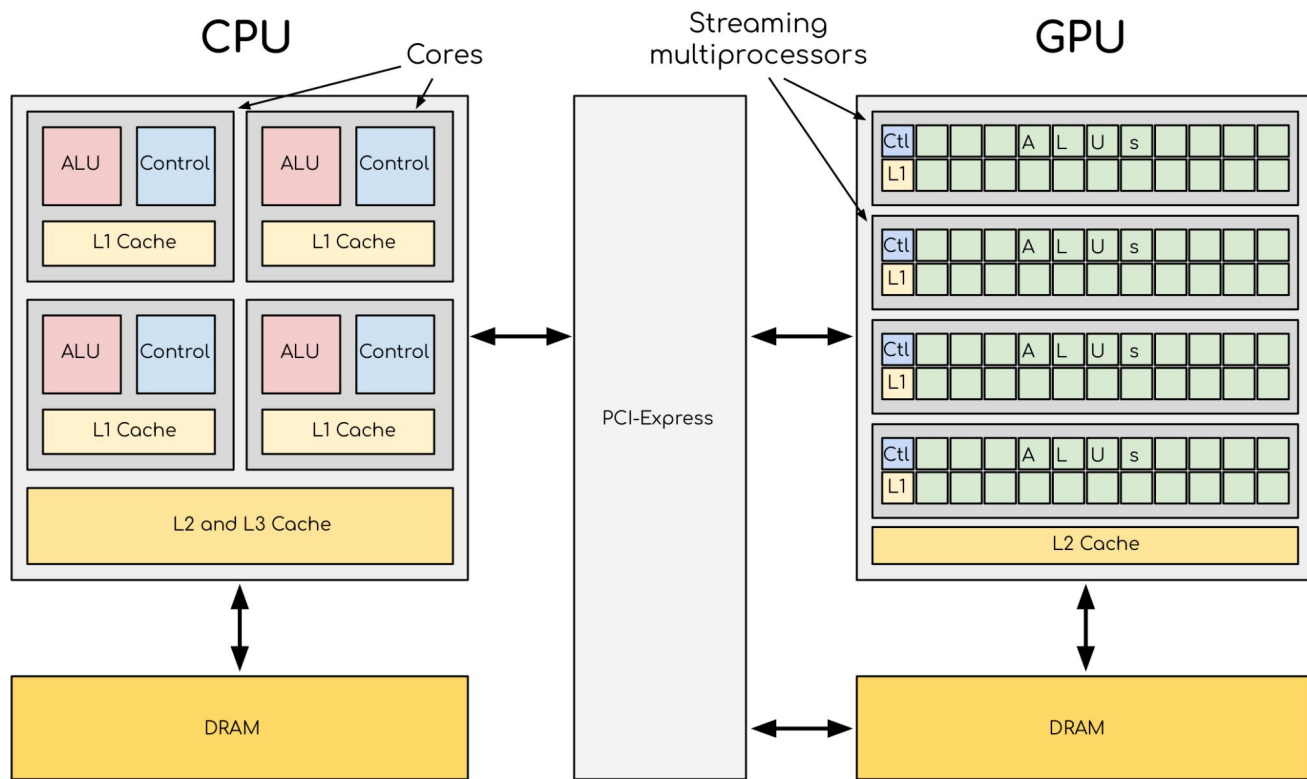 CPU
Cores
Streaming
multiprocessors
GPU
ALU
Control
ALU
Control
L1 Cache
L1 Cache
ALU
Control
ALU
Control
L1 Cache
L1 Cache
L2 and L3 Cache
DRAM
PCI-Express
Ctl A L U s
L1
Ctl A L U s
L1
Ctl A L U s
L1
Ctl A L U s
L1
L2 Cache
DRAM